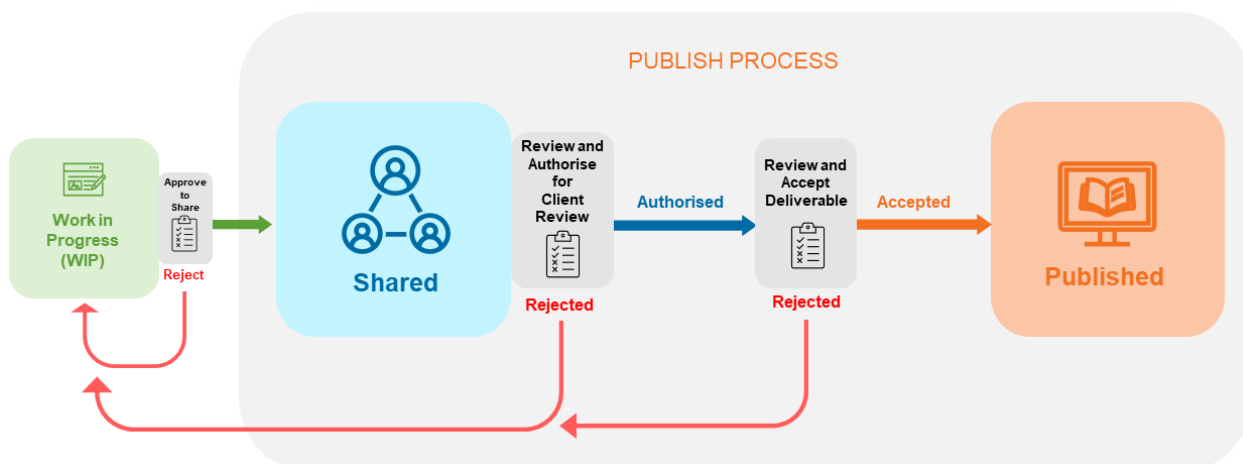 PUBLISH PROCESS
Work in
Progress
(WIP)
Approve
to
Share
Reject
Shared
Review and
Authorise
for
Client
Review
Rejected
Authorised
Review and
Accept
Deliverable
Rejected
Accepted
Published